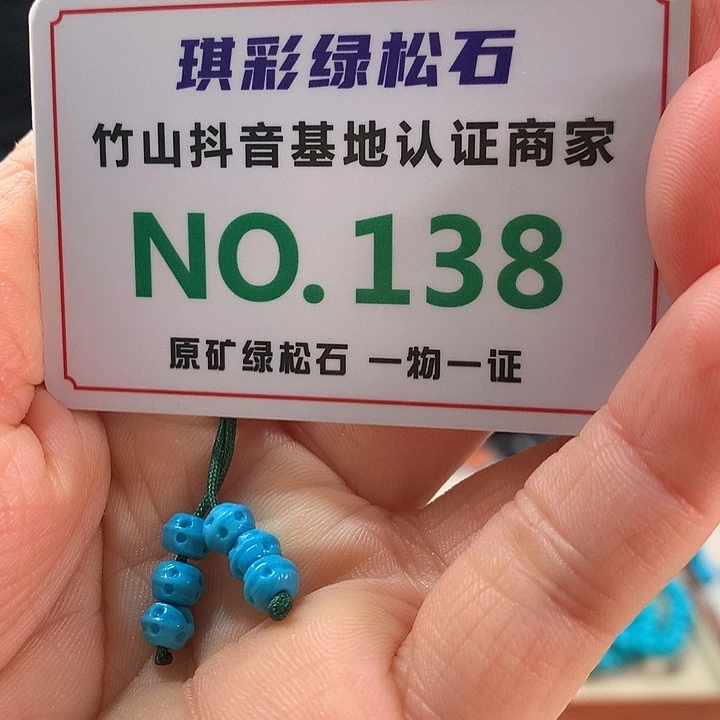 琪彩绿松石
竹山抖音基地认证商家
NO.138
原矿绿松石 一物一证